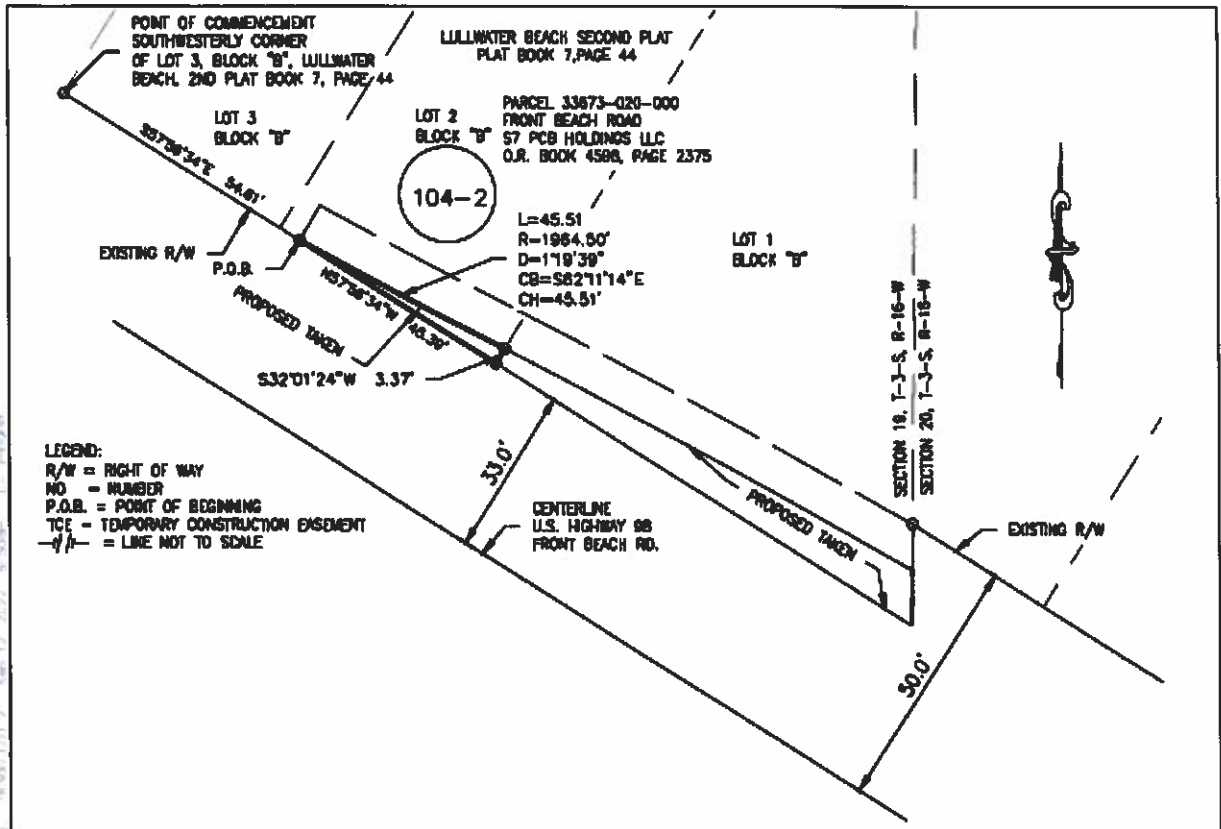 POINT OF COMMENCEMENT
SOUTHWESTERLY CORNER
OF LOT 3, BLOCK "B", LULLWATER
BEACH, 2ND PLAT BOOK 7, PAGE 44
LULLWATER BEACH SECOND PLAT
PLAT BOOK 7,PAGE 44
LOT 3
BLOCK "B"
LOT 2
BLOCK "B"
PARCEL 33673-020-000
FRONT BEACH ROAD
S7 PCB HOLDINGS LLC
O.R. BOOK 4598, PAGE 2375
104-2
S57°58'34"E 54.61'
EXISTING R/W
P.O.B.
L=45.51
R=1964.50'
D=1°19'39"
CB=S62°11'14"E
CH=45.51'
LOT 1
BLOCK "B"
N57°58'34"W 45.39'
PROPOSED TAKEN
S32°01'24"W 3.37'
SECTION 19, T-3-S, R-16-W
SECTION 20, T-3-S, R-16-W
LEGEND:
R/W = RIGHT OF WAY
NO = NUMBER
P.O.B. = POINT OF BEGINNING
TCE - TEMPORARY CONSTRUCTION EASEMENT
= LINE NOT TO SCALE
33.0'
CENTERLINE
U.S. HIGHWAY 98
FRONT BEACH RD.
PROPOSED TAKEN
EXISTING R/W
50.0'